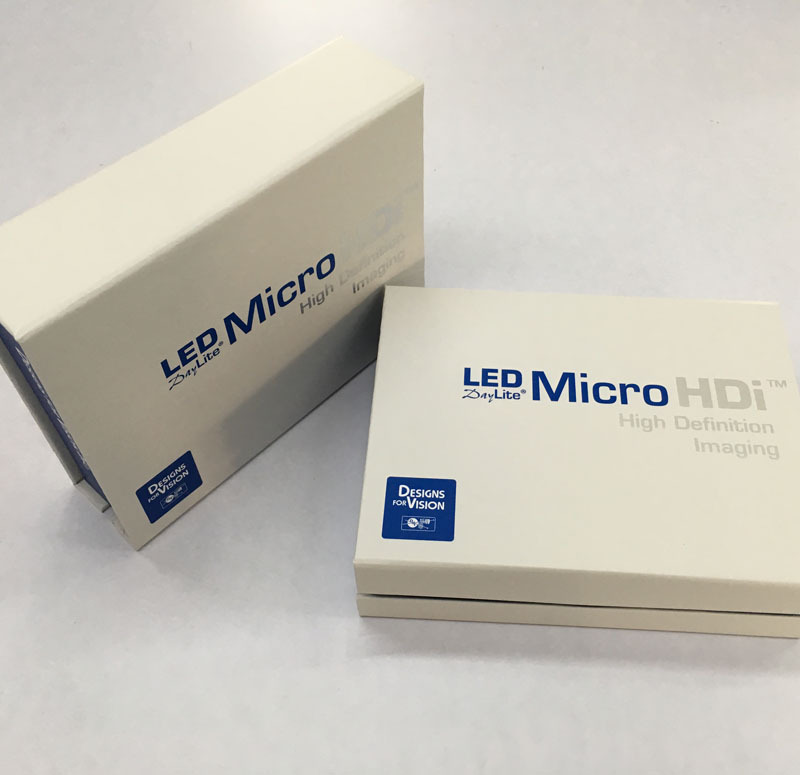 LED Micro HDi™
DayLite®
High Definition
Imaging
DESIGNS
FOR VISION
LED Micro HDi™
DayLite®
High Definition
Imaging
DESIGNS
FOR VISION